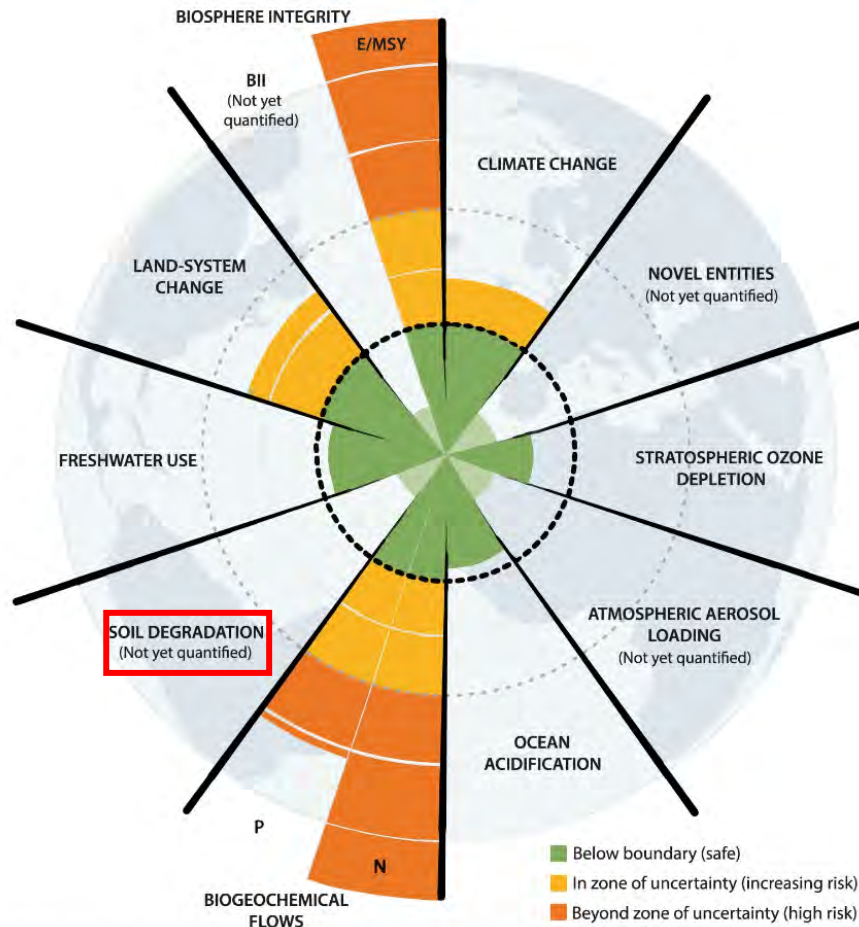 BIOSPHERE INTEGRITY
E/MSY
BII
(Not yet
quantified)
CLIMATE CHANGE
LAND-SYSTEM
CHANGE
NOVEL ENTITIES
(Not yet quantified)
FRESHWATER USE
STRATOSPHERIC OZONE
DEPLETION
SOIL DEGRADATION
(Not yet quantified)
ATMOSPHERIC AEROSOL
LOADING
(Not yet quantified)
OCEAN
ACIDIFICATION
P
N
BIOGEOCHEMICAL
FLOWS
Below boundary (safe)
In zone of uncertainty (increasing risk)
Beyond zone of uncertainty (high risk)